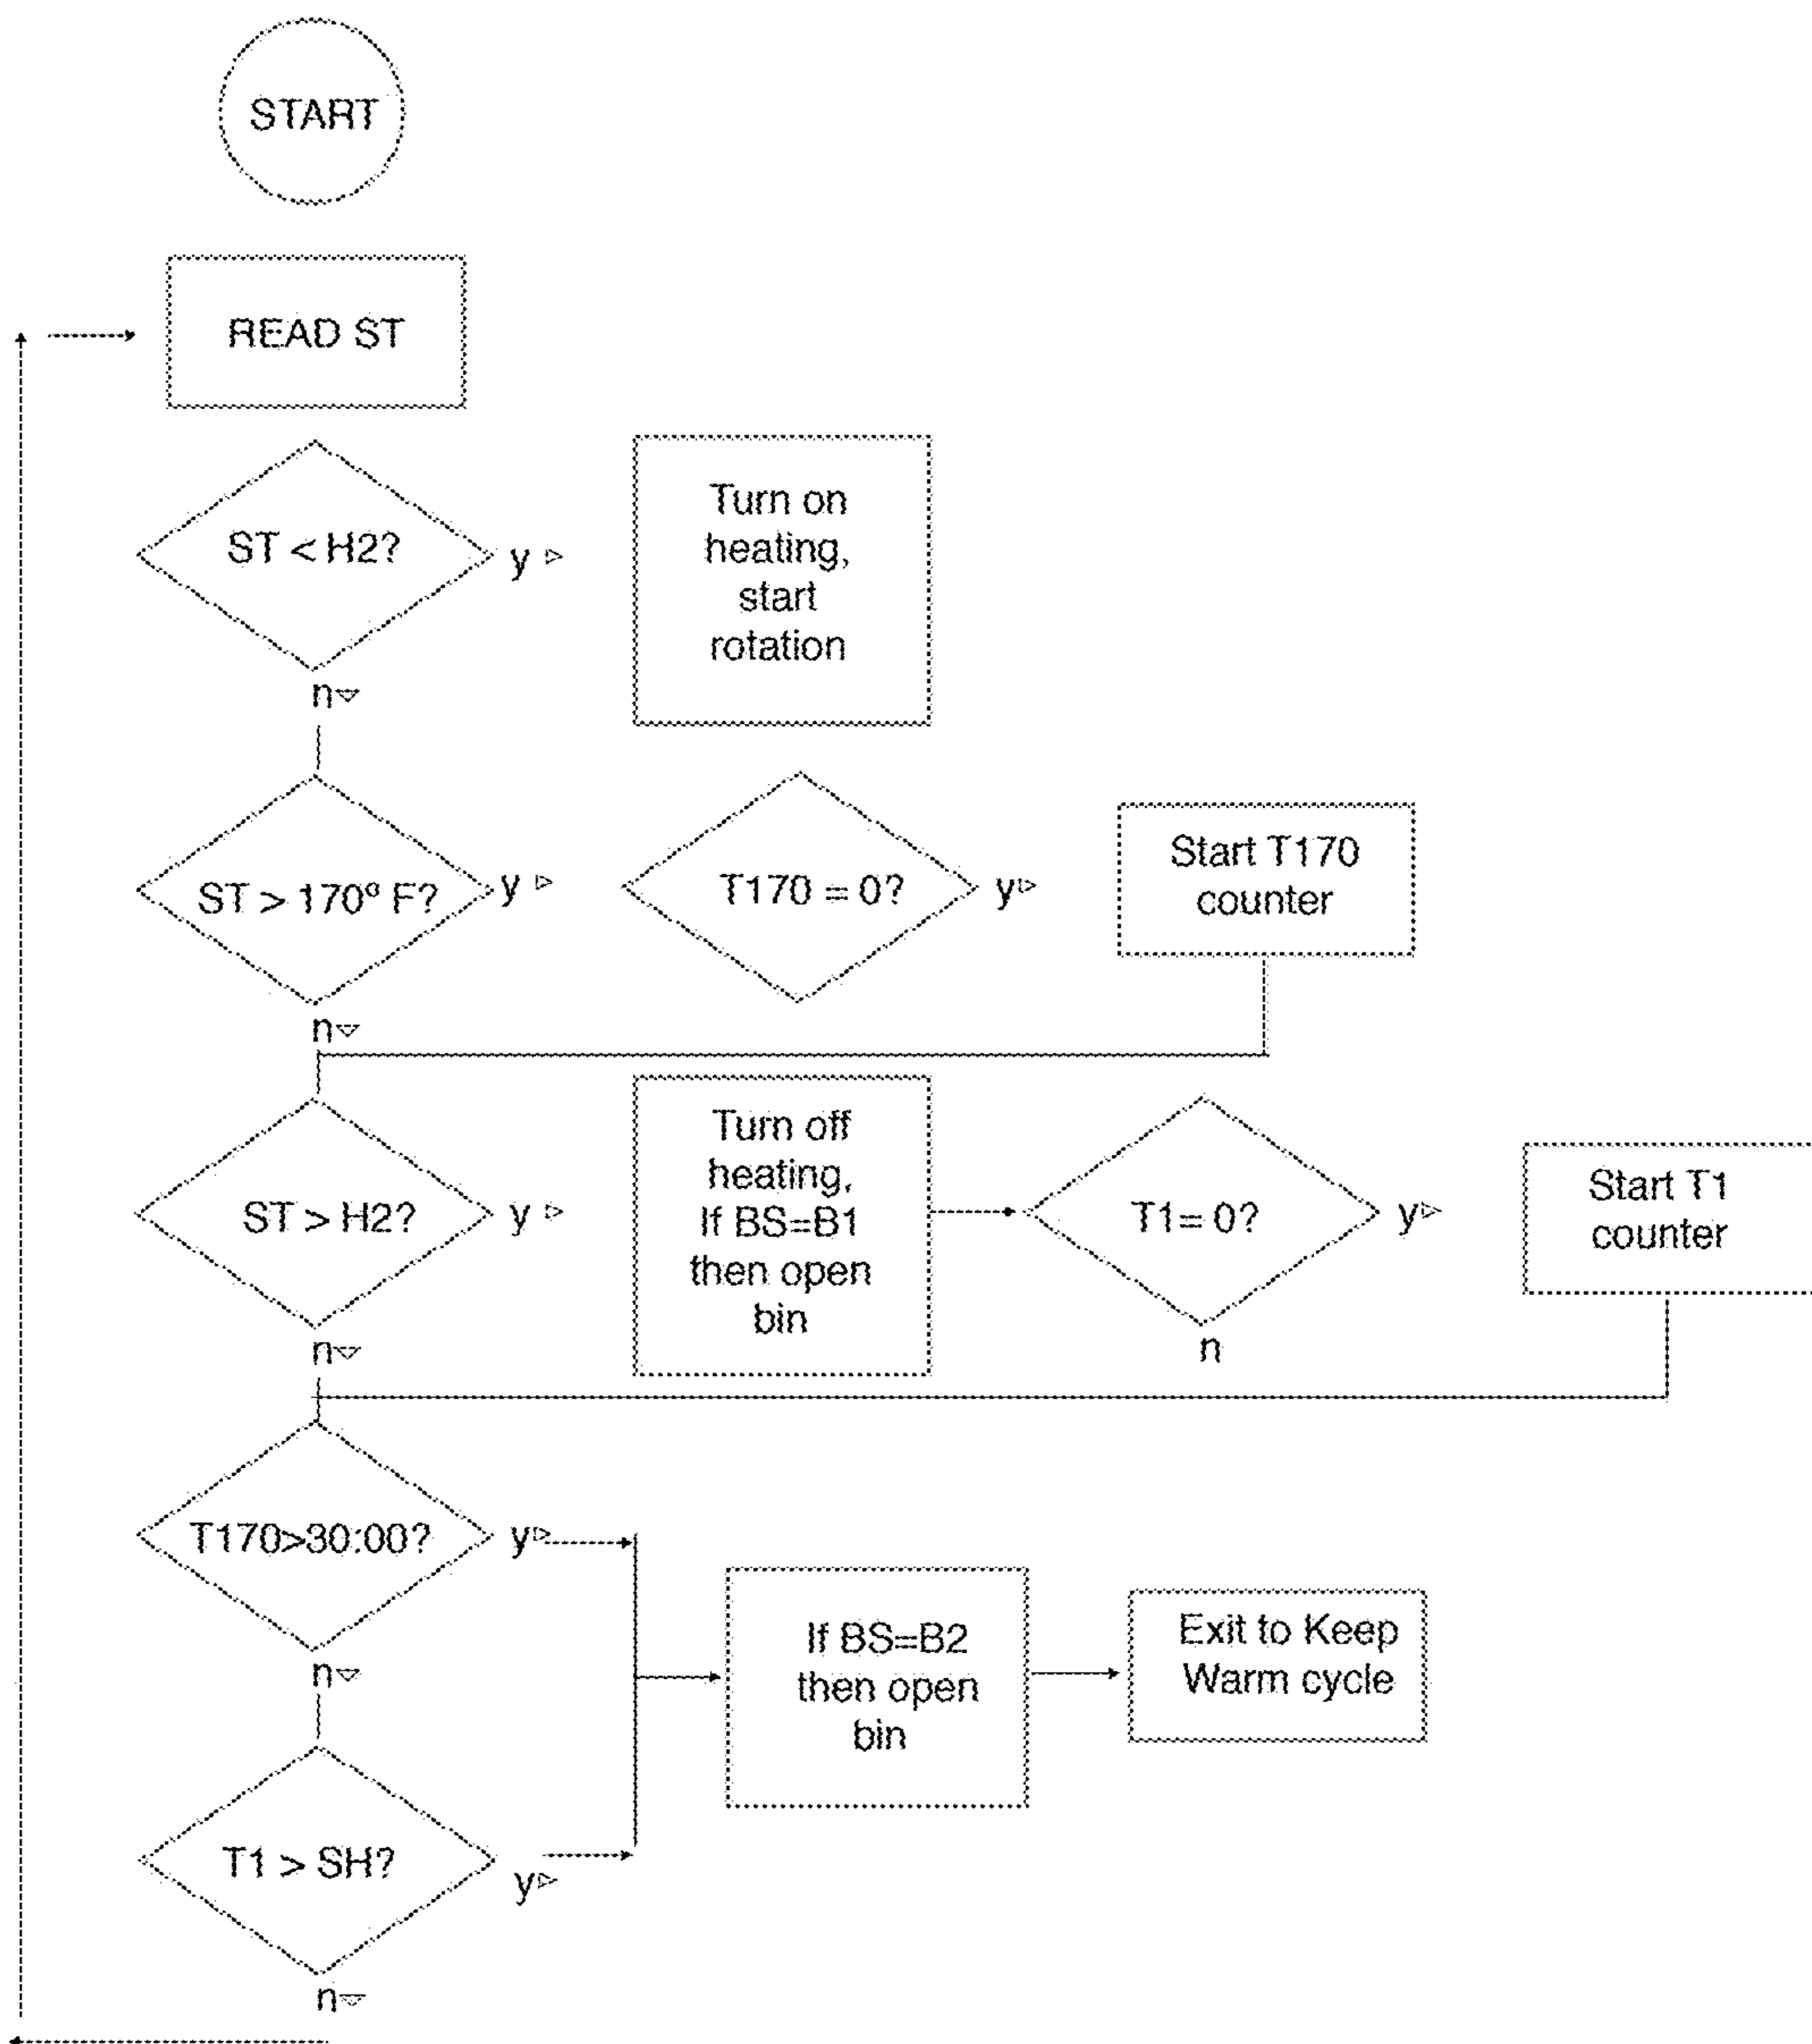 START
READ ST
ST < H2?
y
Turn on
heating,
start
rotation
n
ST > 170º F?
y
T170 = 0?
y
Start T170
counter
n
ST > H2?
y
Turn off
heating,
If BS=B1
then open
bin
T1= 0?
y
Start T1
counter
n
n
T170>30:00?
y
If BS=B2
then open
bin
Exit to Keep
Warm cycle
n
T1 > SH?
y
n